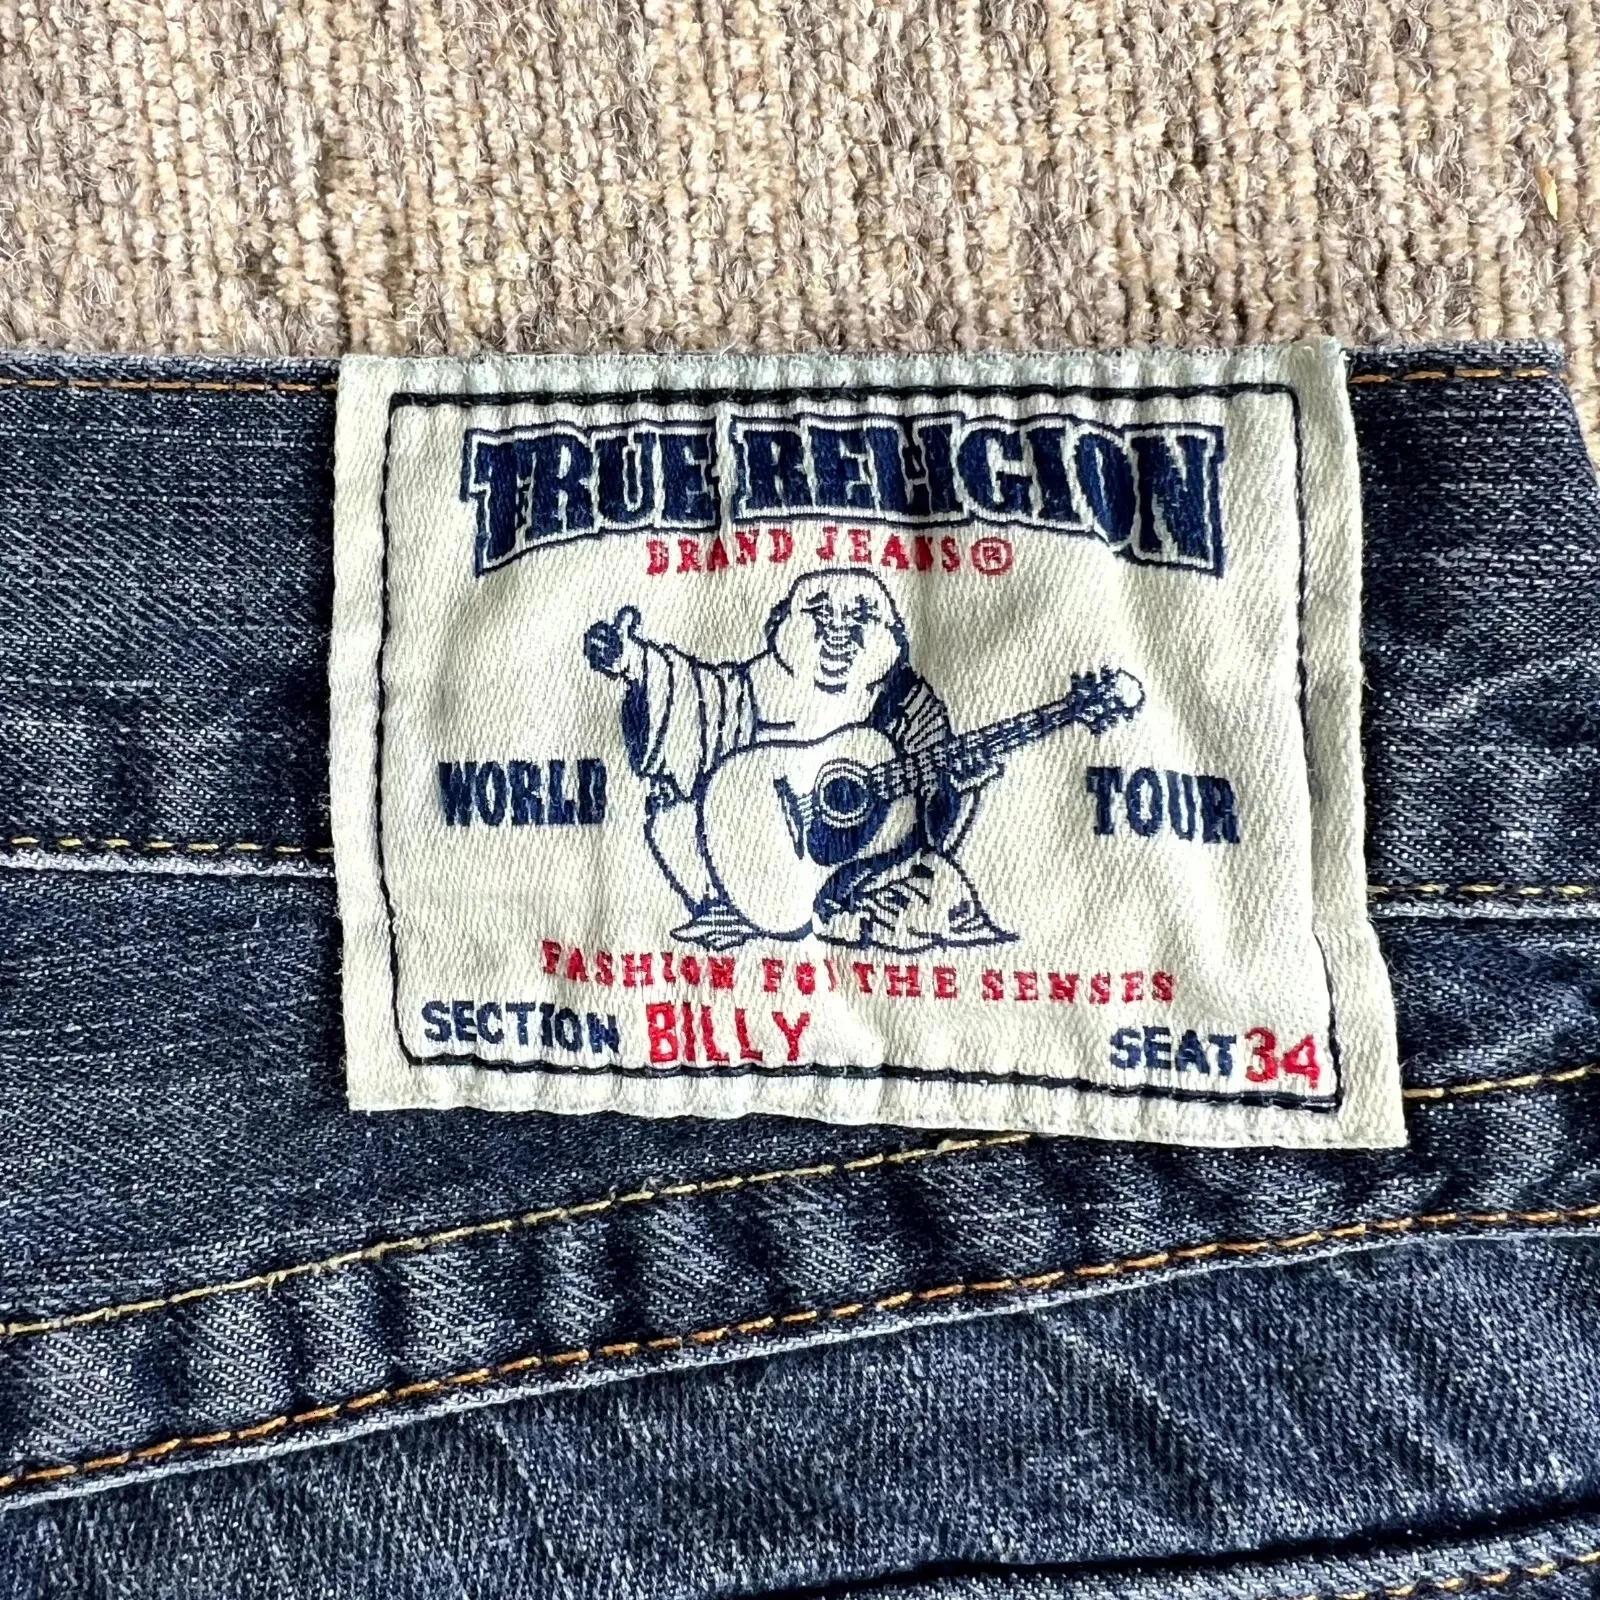 TRUE RELIGION
BRAND JEANS®
WORLD TOUR
FASHION FOR THE SENSES
SECTION BILLY SEAT 34